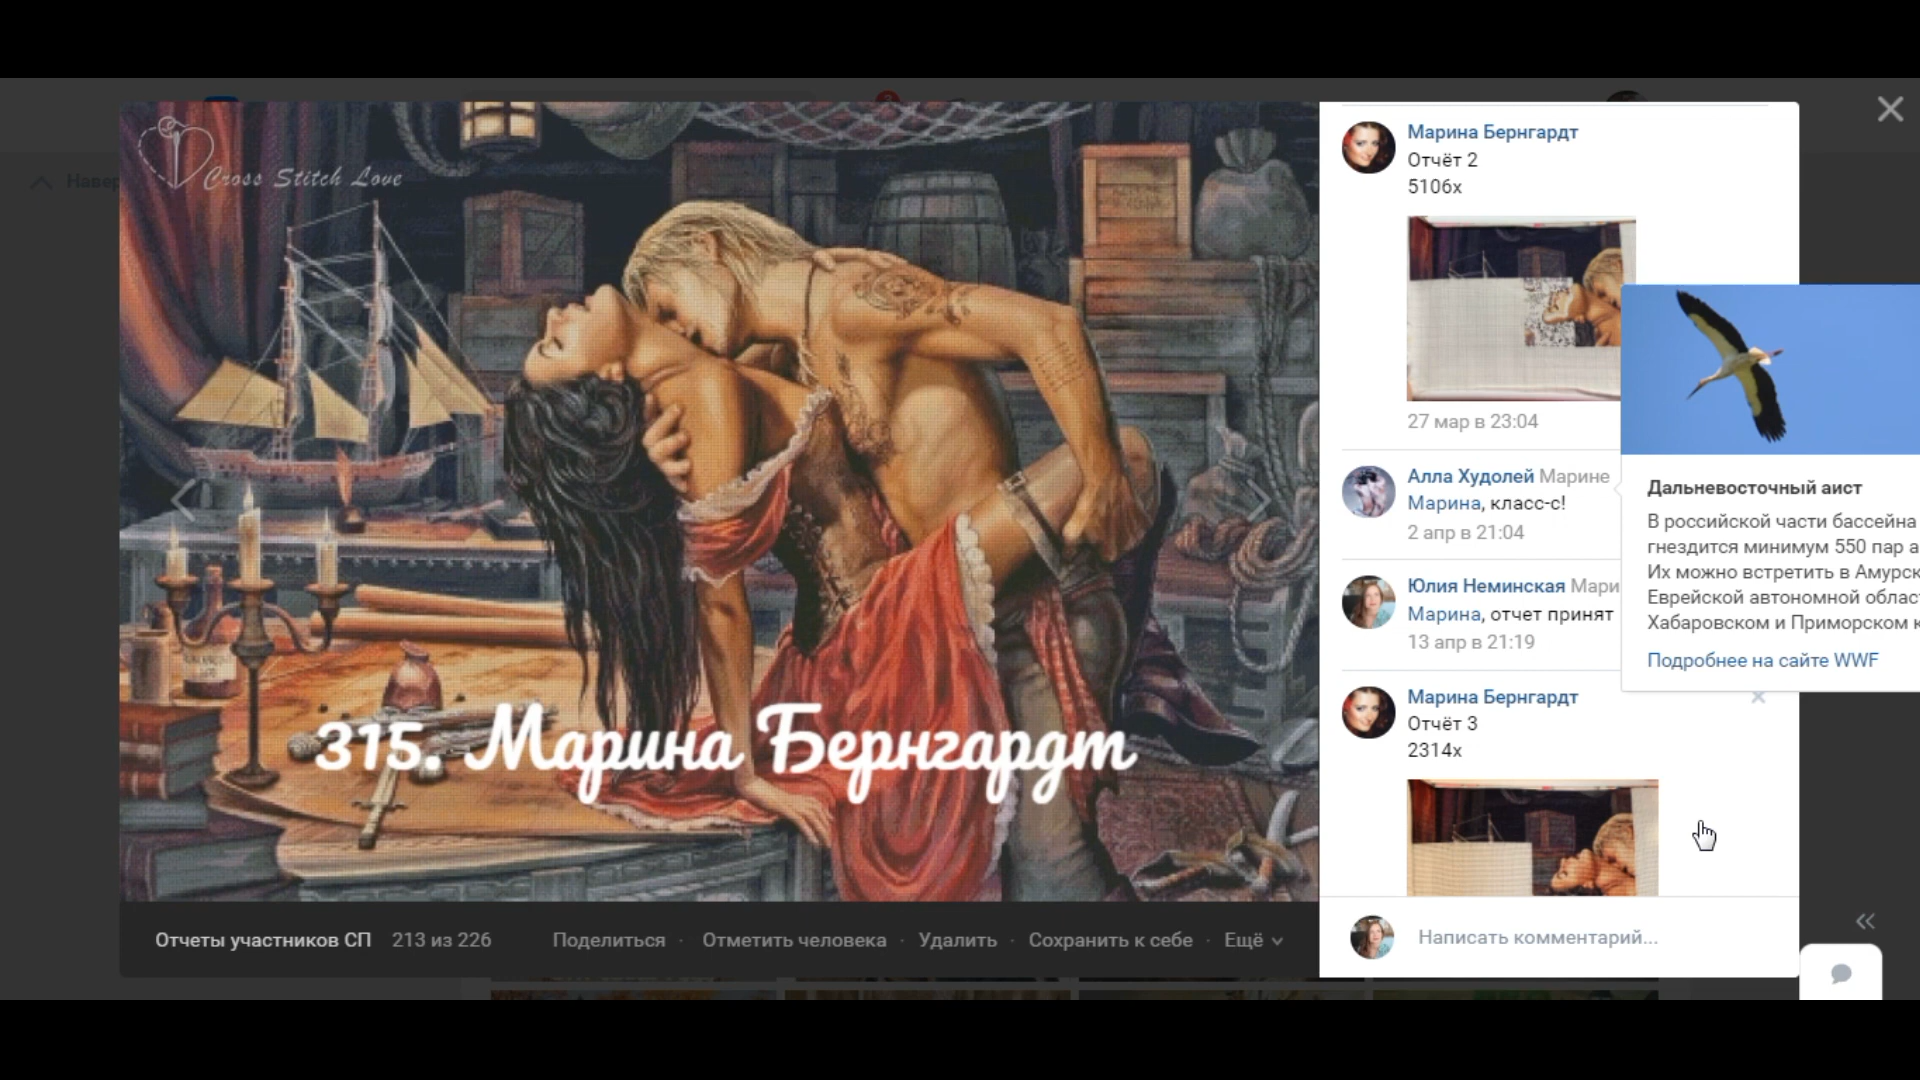 Cross Stitch Love
315. Марина Бернгардт
Отчеты участников СП 213 из 226 Поделиться · Отметить человека · Удалить · Сохранить к себе · Ещё
Марина Бернгардт
Отчёт 2
5106х
27 мар в 23:04
Алла Худолей Марине
Марина, класс-с!
2 апр в 21:04
Юлия Неминская Мари
Марина, отчет принят
13 апр в 21:19
Марина Бернгардт
Отчёт 3
2314х
Написать комментарий...
Дальневосточный аист
В российской части бассейна
гнездится минимум 550 пар а
Их можно встретить в Амурск
Еврейской автономной област
Хабаровском и Приморском к
Подробнее на сайте WWF